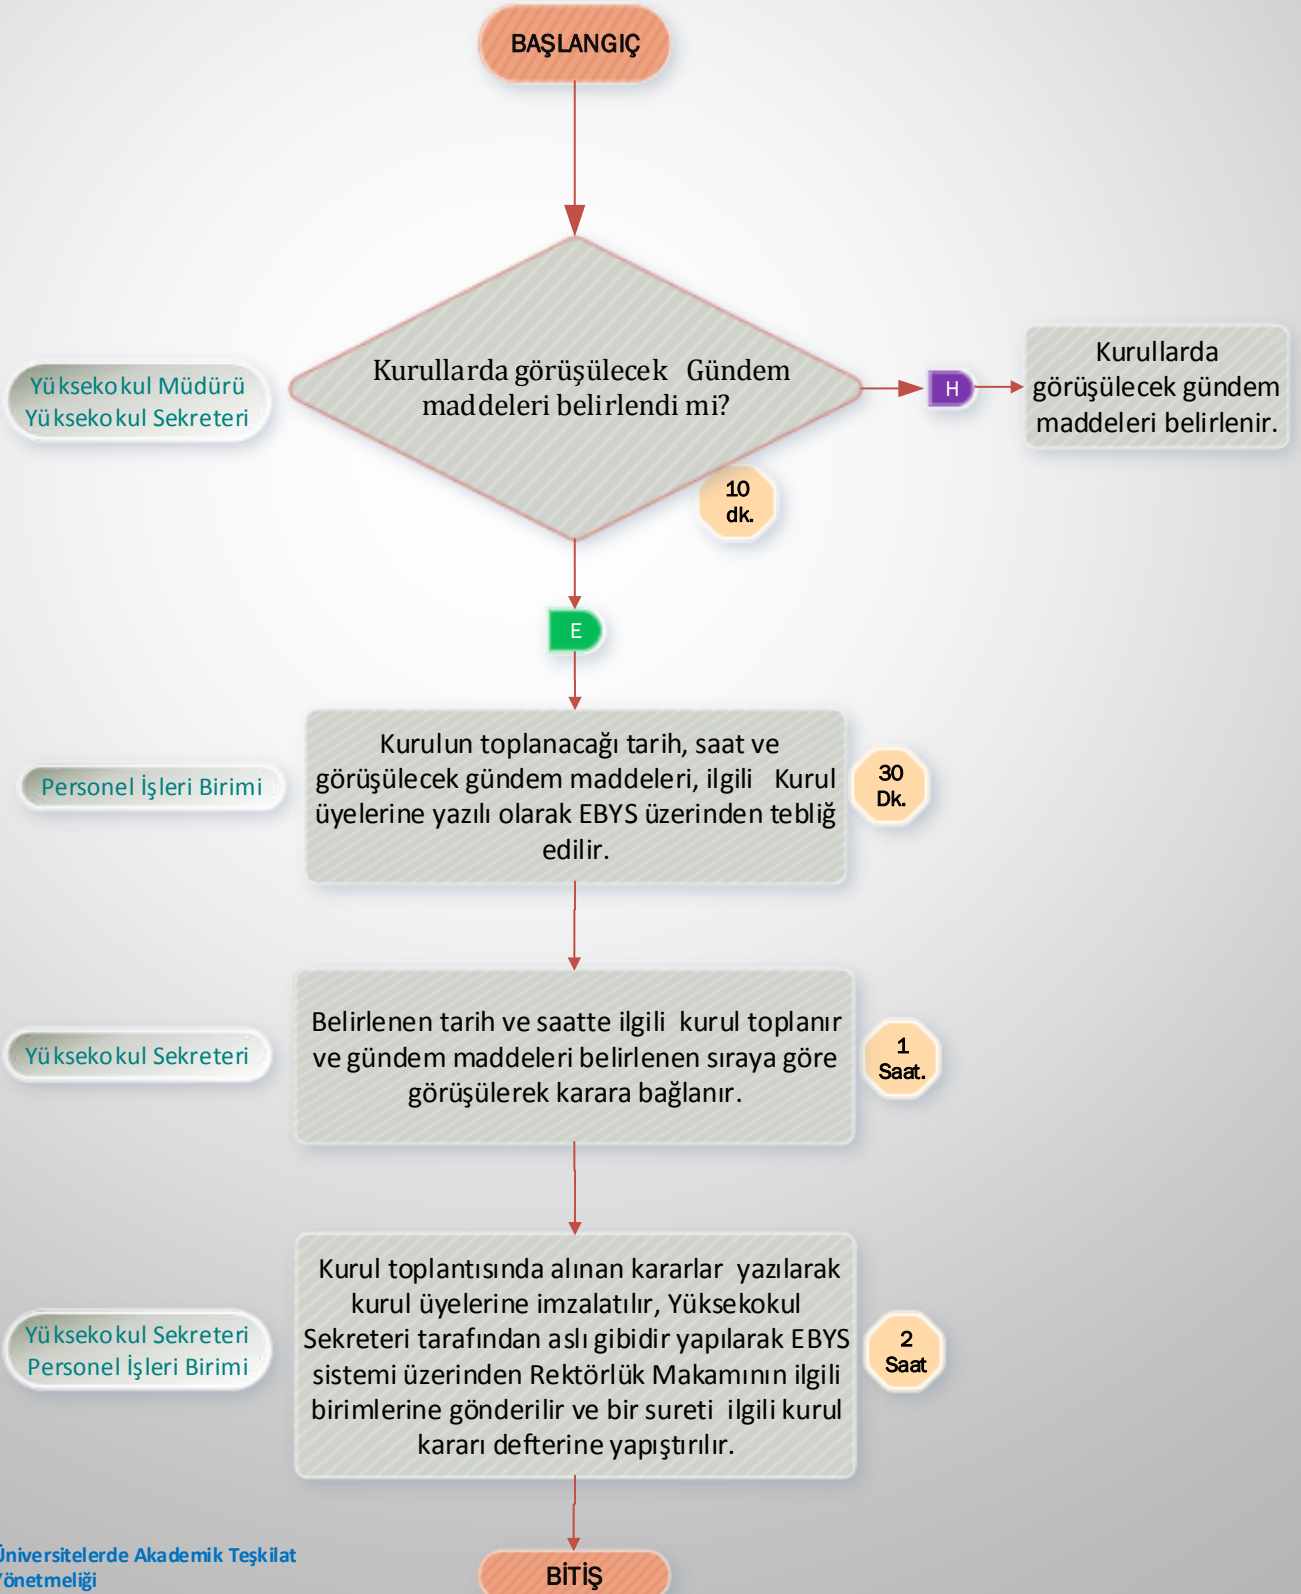 BAŞLANGIÇ
Yüksekokul Müdürü
Yüksekokul Sekreteri
Kurullarda görüşülecek Gündem
maddeleri belirlendi mi?
10
dk.
H
Kurullarda
görüşülecek gündem
maddeleri belirlenir.
E
Personel İşleri Birimi
Kurulun toplanacağı tarih, saat ve
görüşülecek gündem maddeleri, ilgili Kurul
üyelerine yazılı olarak EBYS üzerinden tebliğ
edilir.
30
Dk.
Yüksekokul Sekreteri
Belirlenen tarih ve saatte ilgili kurul toplanır
ve gündem maddeleri belirlenen sıraya göre
görüşülerek karara bağlanır.
1
Saat.
Yüksekokul Sekreteri
Personel İşleri Birimi
Kurul toplantısında alınan kararlar yazılarak
kurul üyelerine imzalatılır, Yüksekokul
Sekreteri tarafından aslı gibidir yapılarak EBYS
sistemi üzerinden Rektörlük Makamının ilgili
birimlerine gönderilir ve bir sureti ilgili kurul
kararı defterine yapıştırılır.
2
Saat
Üniversitelerde Akademik Teşkilat
Yönetmeliği
BİTİŞ